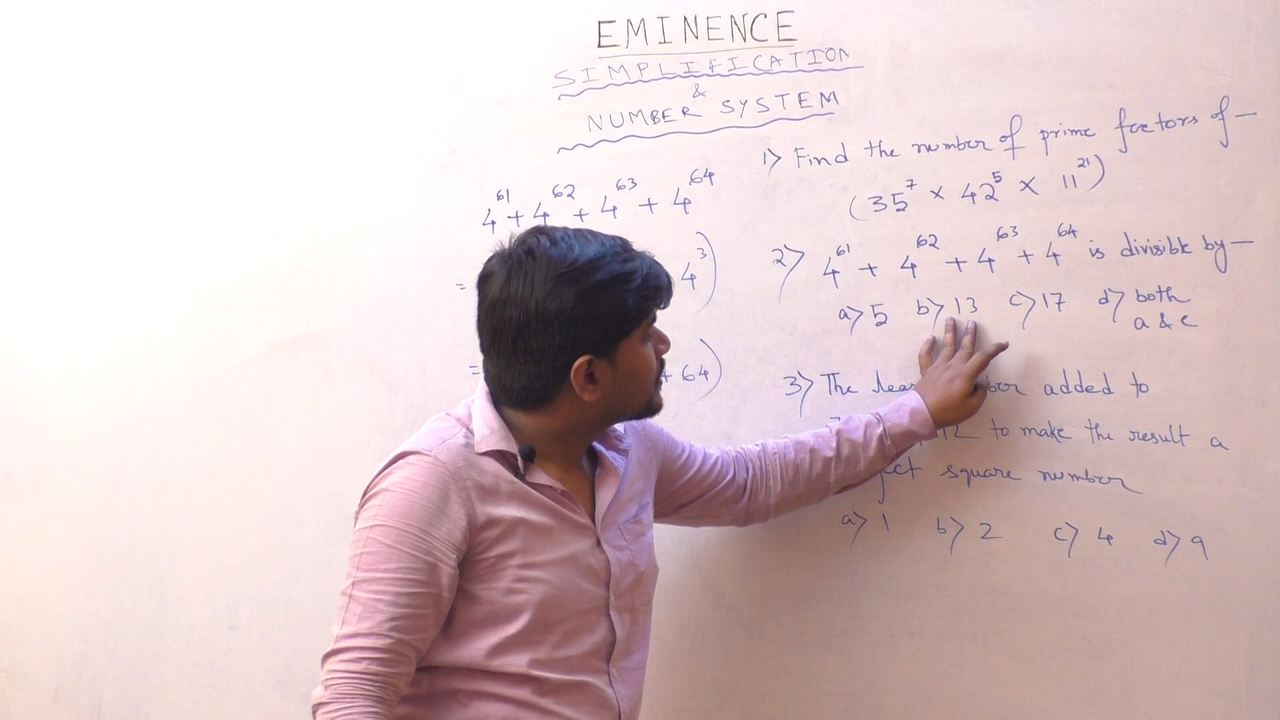 EMINENCE
SIMPLIFICATION
&
NUMBER SYSTEM
4^61 + 4^62 + 4^63 + 4^64
= 4^3)
= + 64)
1) Find the number of prime factors of —
(35^7 × 42^5 × 11^21)
2) 4^61 + 4^62 + 4^63 + 4^64 is divisible by —
a) 5 b) 13 c) 17 d) both
a & c
3) The added to
to make the result a
square number
a) 1 b) 2 c) 4 d) 9